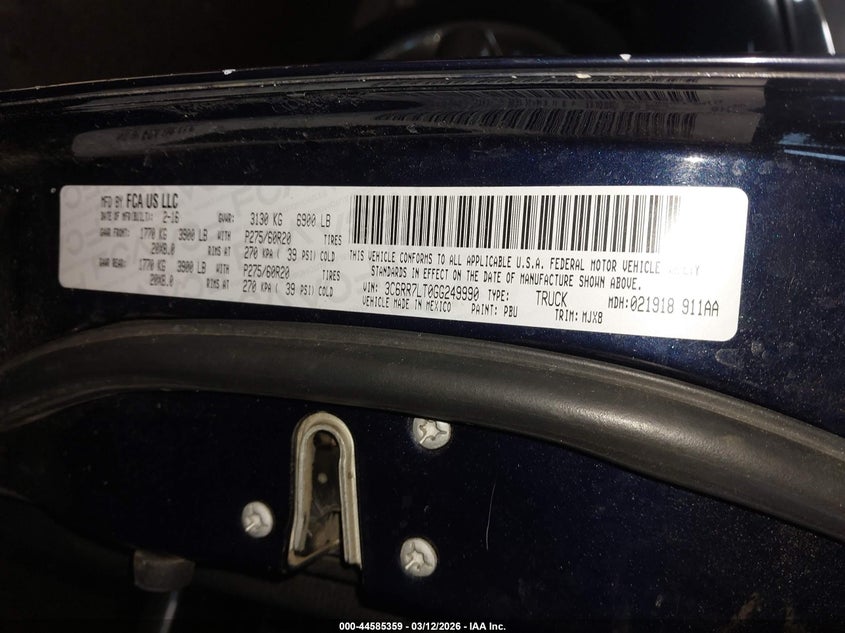 MFD BY FCA US LLC
DATE OF MFR(BUILT): 2-16 GVWR: 3130 KG 6900 LB
GAWR FRONT: 1770 KG 3900 LB WITH P275/60R20 TIRES
20X8.0 RIMS AT 270 KPA ( 39 PSI) COLD
GAWR REAR: 1770 KG 3900 LB WITH P275/60R20 TIRES
20X8.0 RIMS AT 270 KPA ( 39 PSI) COLD
THIS VEHICLE CONFORMS TO ALL APPLICABLE U.S.A. FEDERAL MOTOR VEHICLE SAFETY
STANDARDS IN EFFECT ON THE DATE OF MANUFACTURE SHOWN ABOVE.
VIN: 3C6RR7LT0GG249990 TYPE: TRUCK MDH: 021918 911AA
VEHICLE MADE IN MEXICO PAINT: PBU TRIM: MJX8
000-44585359 - 03/12/2026 - IAA Inc.